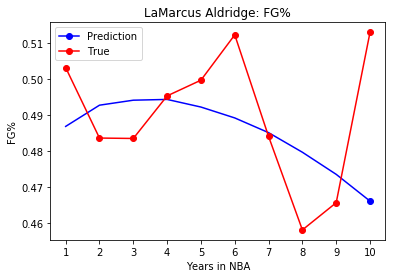 LaMarcus Aldridge: FG%
Prediction
True
0.51
0.50
0.49
0.48
0.47
0.46
FG%
1 2 3 4 5 6 7 8 9 10
Years in NBA